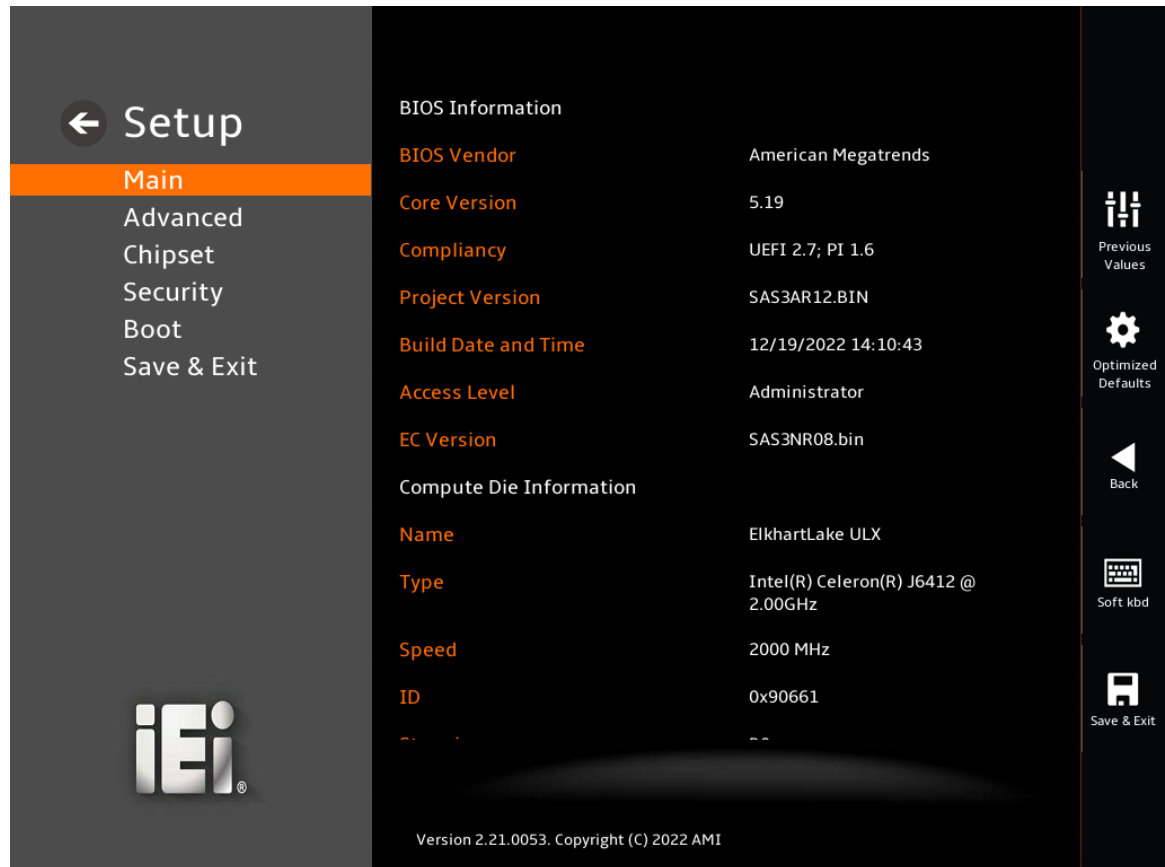 Setup
Main
Advanced
Chipset
Security
Boot
Save & Exit
iEi®
BIOS Information
BIOS Vendor American Megatrends
Core Version 5.19
Compliancy UEFI 2.7; PI 1.6
Project Version SAS3AR12.BIN
Build Date and Time 12/19/2022 14:10:43
Access Level Administrator
EC Version SAS3NR08.bin
Compute Die Information
Name ElkhartLake ULX
Type Intel(R) Celeron(R) J6412 @
2.00GHz
Speed 2000 MHz
ID 0x90661
Version 2.21.0053. Copyright (C) 2022 AMI
Previous
Values
Optimized
Defaults
Back
Soft kbd
Save & Exit